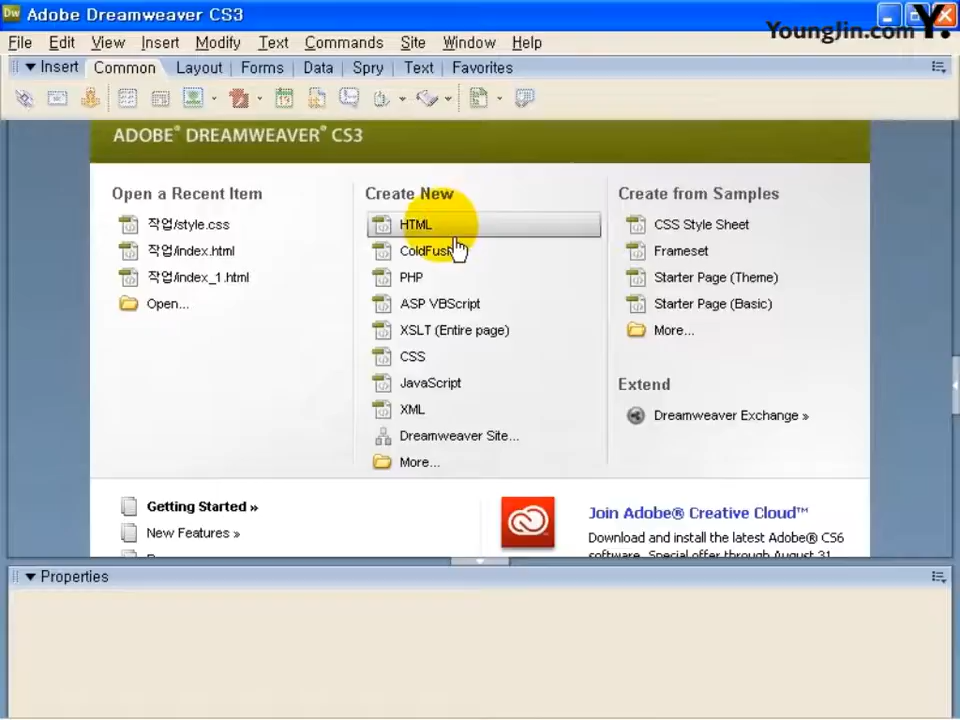 Dw Adobe Dreamweaver CS3
YoungJin.com Y.
File Edit View Insert Modify Text Commands Site Window Help
Insert Common Layout Forms Data Spry Text Favorites
ADOBE® DREAMWEAVER® CS3
Open a Recent Item
작업/style.css
작업/index.html
작업/index_1.html
Open...
Create New
HTML
PHP
ASP VBScript
XSLT (Entire page)
CSS
JavaScript
XML
Dreamweaver Site...
More...
Create from Samples
CSS Style Sheet
Frameset
Starter Page (Theme)
Starter Page (Basic)
More...
Extend
Dreamweaver Exchange »
Getting Started »
New Features »
Join Adobe® Creative Cloud™
Download and install the latest Adobe® CS6
software. Special offer through August 31
Properties